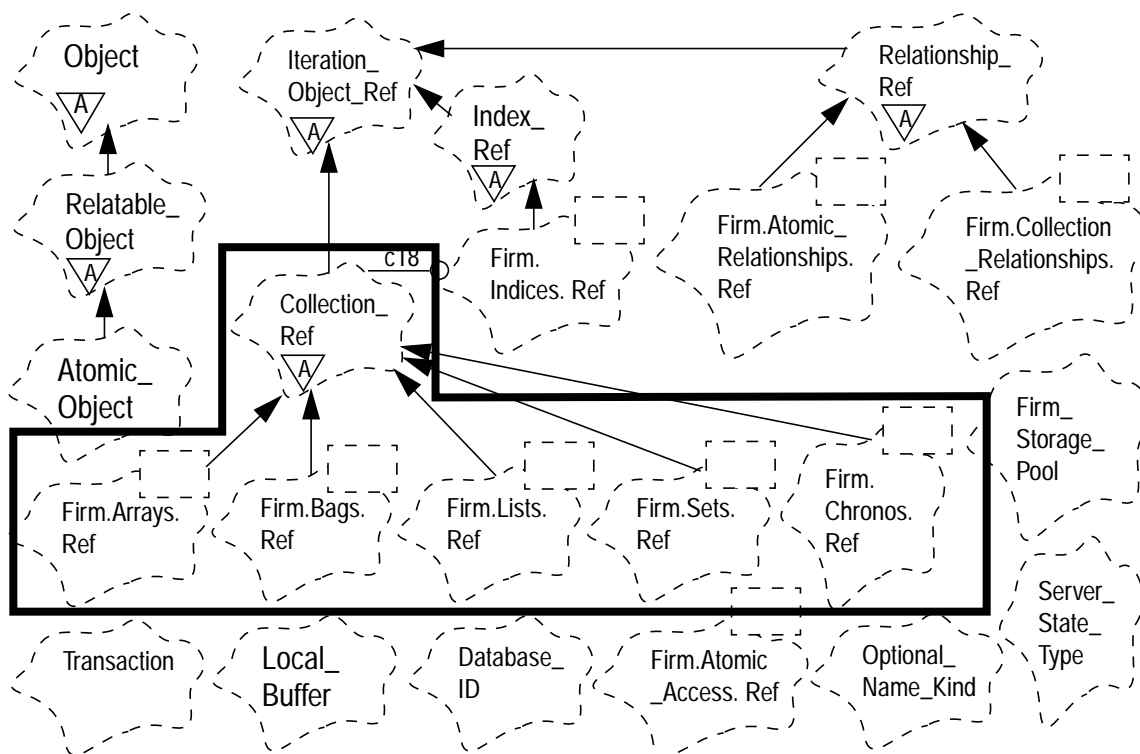 Object
A
Iteration_
Object_Ref
A
Relationship_
Ref
A
Index_
Ref
A
Relatable_
Object
A
Firm.Atomic_
Relationships.
Ref
Firm.Collection
_Relationships.
Ref
c18
Firm.
Indices. Ref
Collection_
Ref
A
Atomic_
Object
Firm_
Storage_
Pool
Firm.Arrays.
Ref
Firm.Bags.
Ref
Firm.Lists.
Ref
Firm.Sets.
Ref
Firm.
Chronos.
Ref
Server_
State_
Type
Transaction
Local_
Buffer
Database_
ID
Firm.Atomic
_Access. Ref
Optional_
Name_Kind